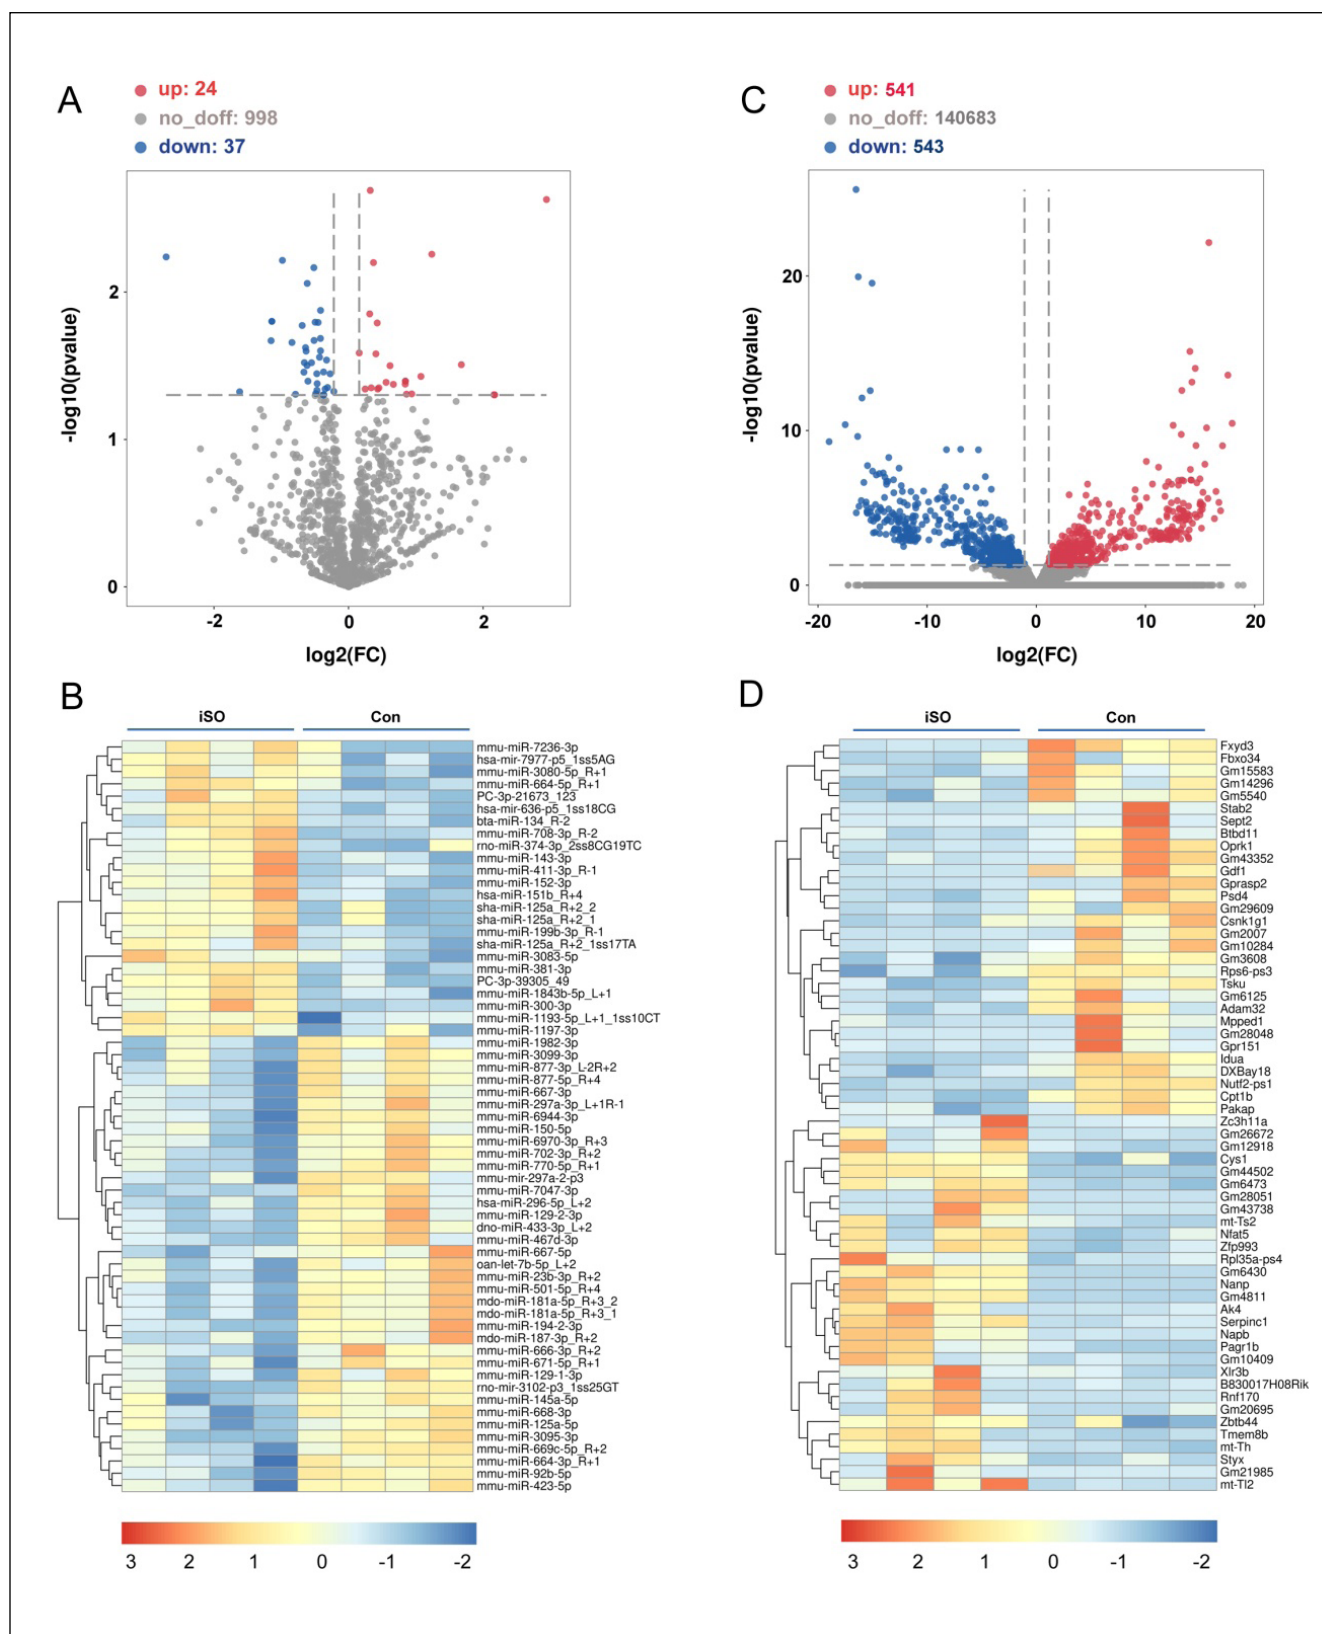 A
up: 24
no_doff: 998
down: 37
-log10(pvalue)
2
1
0
-2
0
2
log2(FC)
C
up: 541
no_doff: 140683
down: 543
-log10(pvalue)
20
10
0
-20
-10
0
10
20
log2(FC)
B
iSO
Con
mmu-miR-7236-3p
hsa-mir-7977-p5_1ss5AG
mmu-miR-3080-5p_R+1
mmu-miR-664-5p_R+1
PC-3p-21673_123
hsa-mir-636-p5_1ss18CG
bta-miR-134_R-2
mmu-miR-708-3p_R-2
rno-miR-374-3p_2ss8CG19TC
mmu-miR-143-3p
mmu-miR-411-3p_R-1
mmu-miR-152-3p
hsa-miR-151b_R+4
sha-miR-125a_R+2_2
sha-miR-125a_R+2_1
mmu-miR-199b-3p_R-1
sha-miR-125a_R+2_1ss17TA
mmu-miR-3083-5p
mmu-miR-381-3p
PC-3p-39305_49
mmu-miR-1843b-5p_L+1
mmu-miR-300-3p
mmu-miR-1193-5p_L+1_1ss10CT
mmu-miR-1197-3p
mmu-miR-1982-3p
mmu-miR-3099-3p
mmu-miR-877-3p_L-2R+2
mmu-miR-877-5p_R+4
mmu-miR-667-3p
mmu-miR-297a-3p_L+1R-1
mmu-miR-6944-3p
mmu-miR-150-5p
mmu-miR-6970-3p_R+3
mmu-miR-702-3p_R+2
mmu-miR-770-5p_R+1
mmu-mir-297a-2-p3
mmu-miR-7047-3p
hsa-miR-296-5p_L+2
mmu-miR-129-2-3p
dno-miR-433-3p_L+2
mmu-miR-467d-3p
mmu-miR-667-5p
oan-let-7b-5p_L+2
mmu-miR-23b-3p_R+2
mmu-miR-501-5p_R+4
mdo-miR-181a-5p_R+3_2
mdo-miR-181a-5p_R+3_1
mmu-miR-194-2-3p
mdo-miR-187-3p_R+2
mmu-miR-666-3p_R+2
mmu-miR-671-5p_R+1
mmu-miR-129-1-3p
rno-mir-3102-p3_1ss25GT
mmu-miR-145a-5p
mmu-miR-668-3p
mmu-miR-125a-5p
mmu-miR-3095-3p
mmu-miR-669c-5p_R+2
mmu-miR-664-3p_R+1
mmu-miR-92b-5p
mmu-miR-423-5p
3
2
1
0
-1
-2
D
iSO
Con
Fxyd3
Fbxo34
Gm15583
Gm14296
Gm5540
Stab2
Sept2
Btbd11
Oprk1
Gm43352
Gdf1
Gprasp2
Psd4
Gm29609
Csnk1g1
Gm2007
Gm10284
Gm3608
Rps6-ps3
Tsku
Gm6125
Adam32
Mpped1
Gm28048
Gpr151
Idua
DXBay18
Nutf2-ps1
Cpt1b
Pakap
Zc3h11a
Gm26672
Gm12918
Cys1
Gm44502
Gm6473
Gm28051
Gm43738
mt-Ts2
Nfat5
Zfp993
Rpl35a-ps4
Gm6430
Nanp
Gm4811
Ak4
Serpinc1
Napb
Pagr1b
Gm10409
Xlr3b
B830017H08Rik
Rnf170
Gm20695
Zbtb44
Tmem8b
mt-Th
Styx
Gm21985
mt-Tl2
3
2
1
0
-1
-2